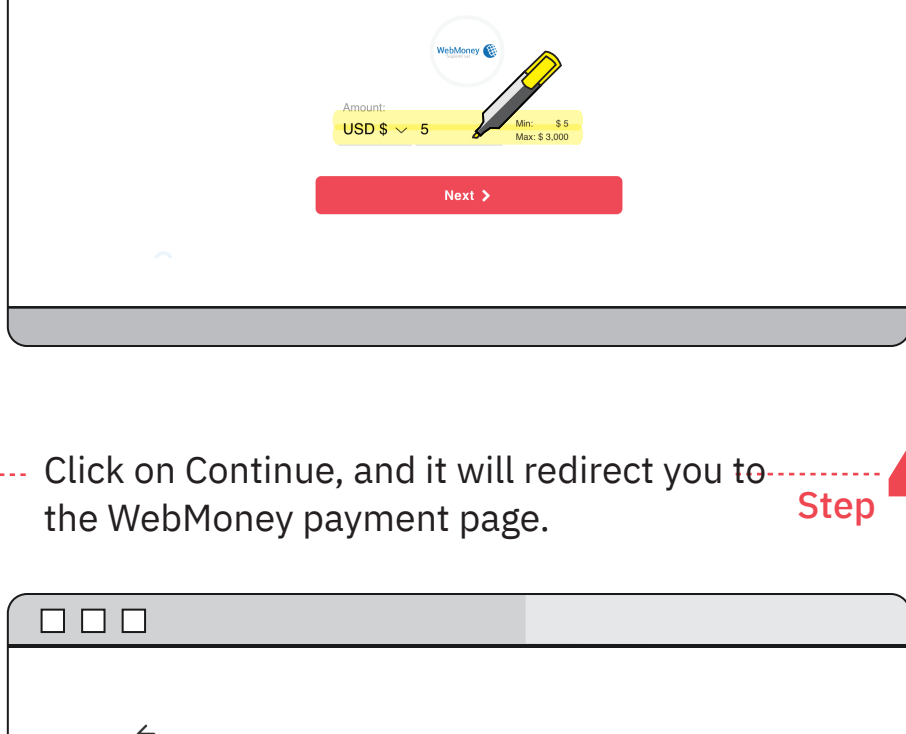 WebMoney
Amount:
USD $ 5
Min: $ 5
Max: $ 3,000
Next
Click on Continue, and it will redirect you to
the WebMoney payment page.
Step